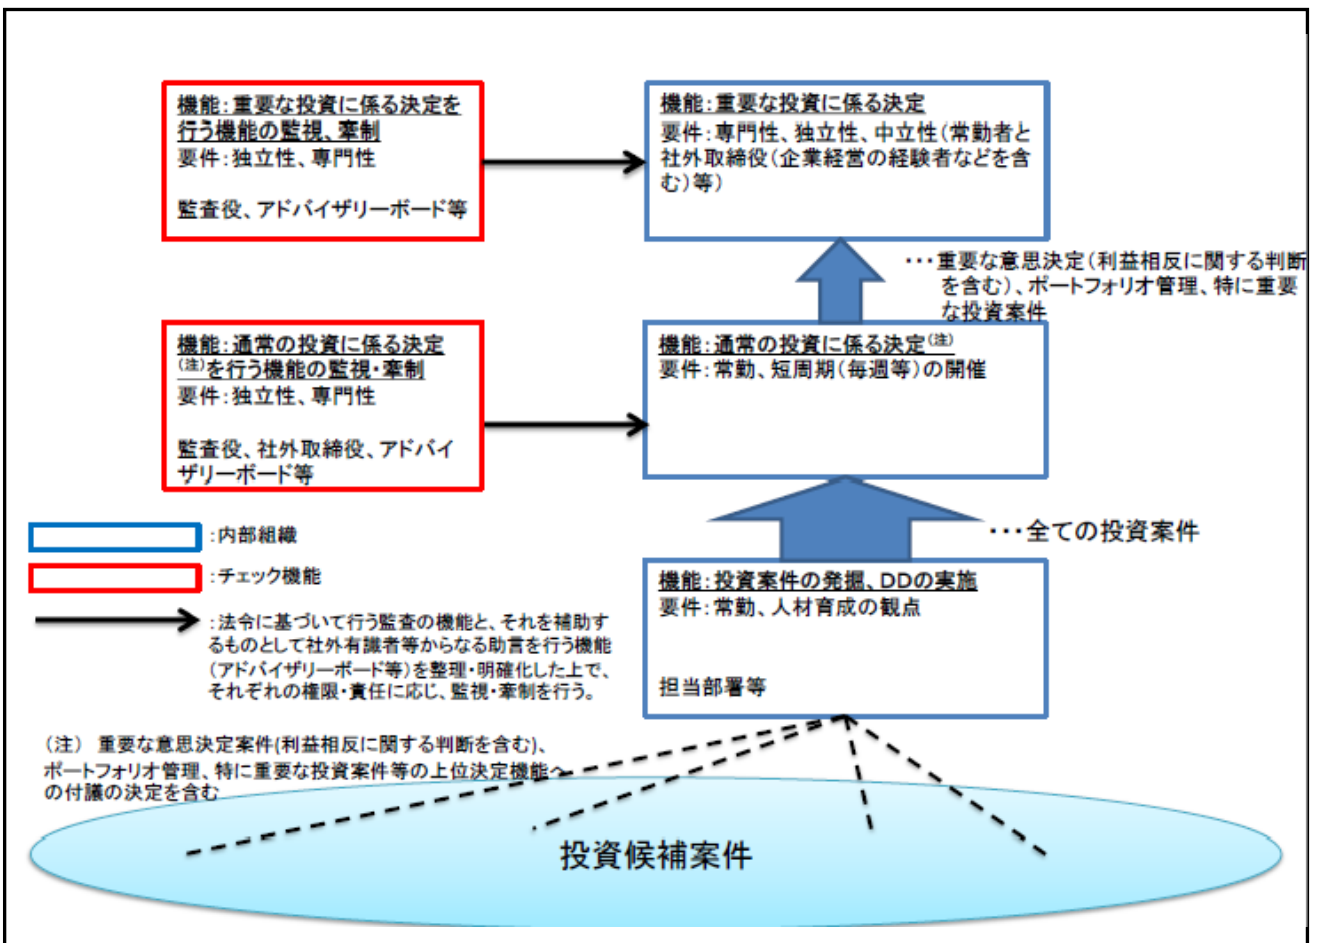 機能：重要な投資に係る決定を
行う機能の監視、牽制
要件：独立性、専門性
監査役、アドバイザリーボード等
機能：重要な投資に係る決定
要件：専門性、独立性、中立性（常勤者と
社外取締役（企業経営の経験者などを含
む）等）
・・・重要な意思決定（利益相反に関する判断
を含む）、ポートフォリオ管理、特に重要
な投資案件
機能：通常の投資に係る決定
（注）を行う機能の監視・牽制
要件：独立性、専門性
監査役、社外取締役、アドバイ
ザリーボード等
機能：通常の投資に係る決定（注）
要件：常勤、短周期（毎週等）の開催
・・・全ての投資案件
機能：投資案件の発掘、ＤＤの実施
要件：常勤、人材育成の観点
担当部署等
：内部組織
：チェック機能
：法令に基づいて行う監査の機能と、それを補助す
るものとして社外有識者等からなる助言を行う機能
（アドバイザリーボード等）を整理・明確化した上で、
それぞれの権限・責任に応じ、監視・牽制を行う。
（注）　重要な意思決定案件(利益相反に関する判断を含む)、
ポートフォリオ管理、特に重要な投資案件等の上位決定機能へ
の付議の決定を含む
投資候補案件